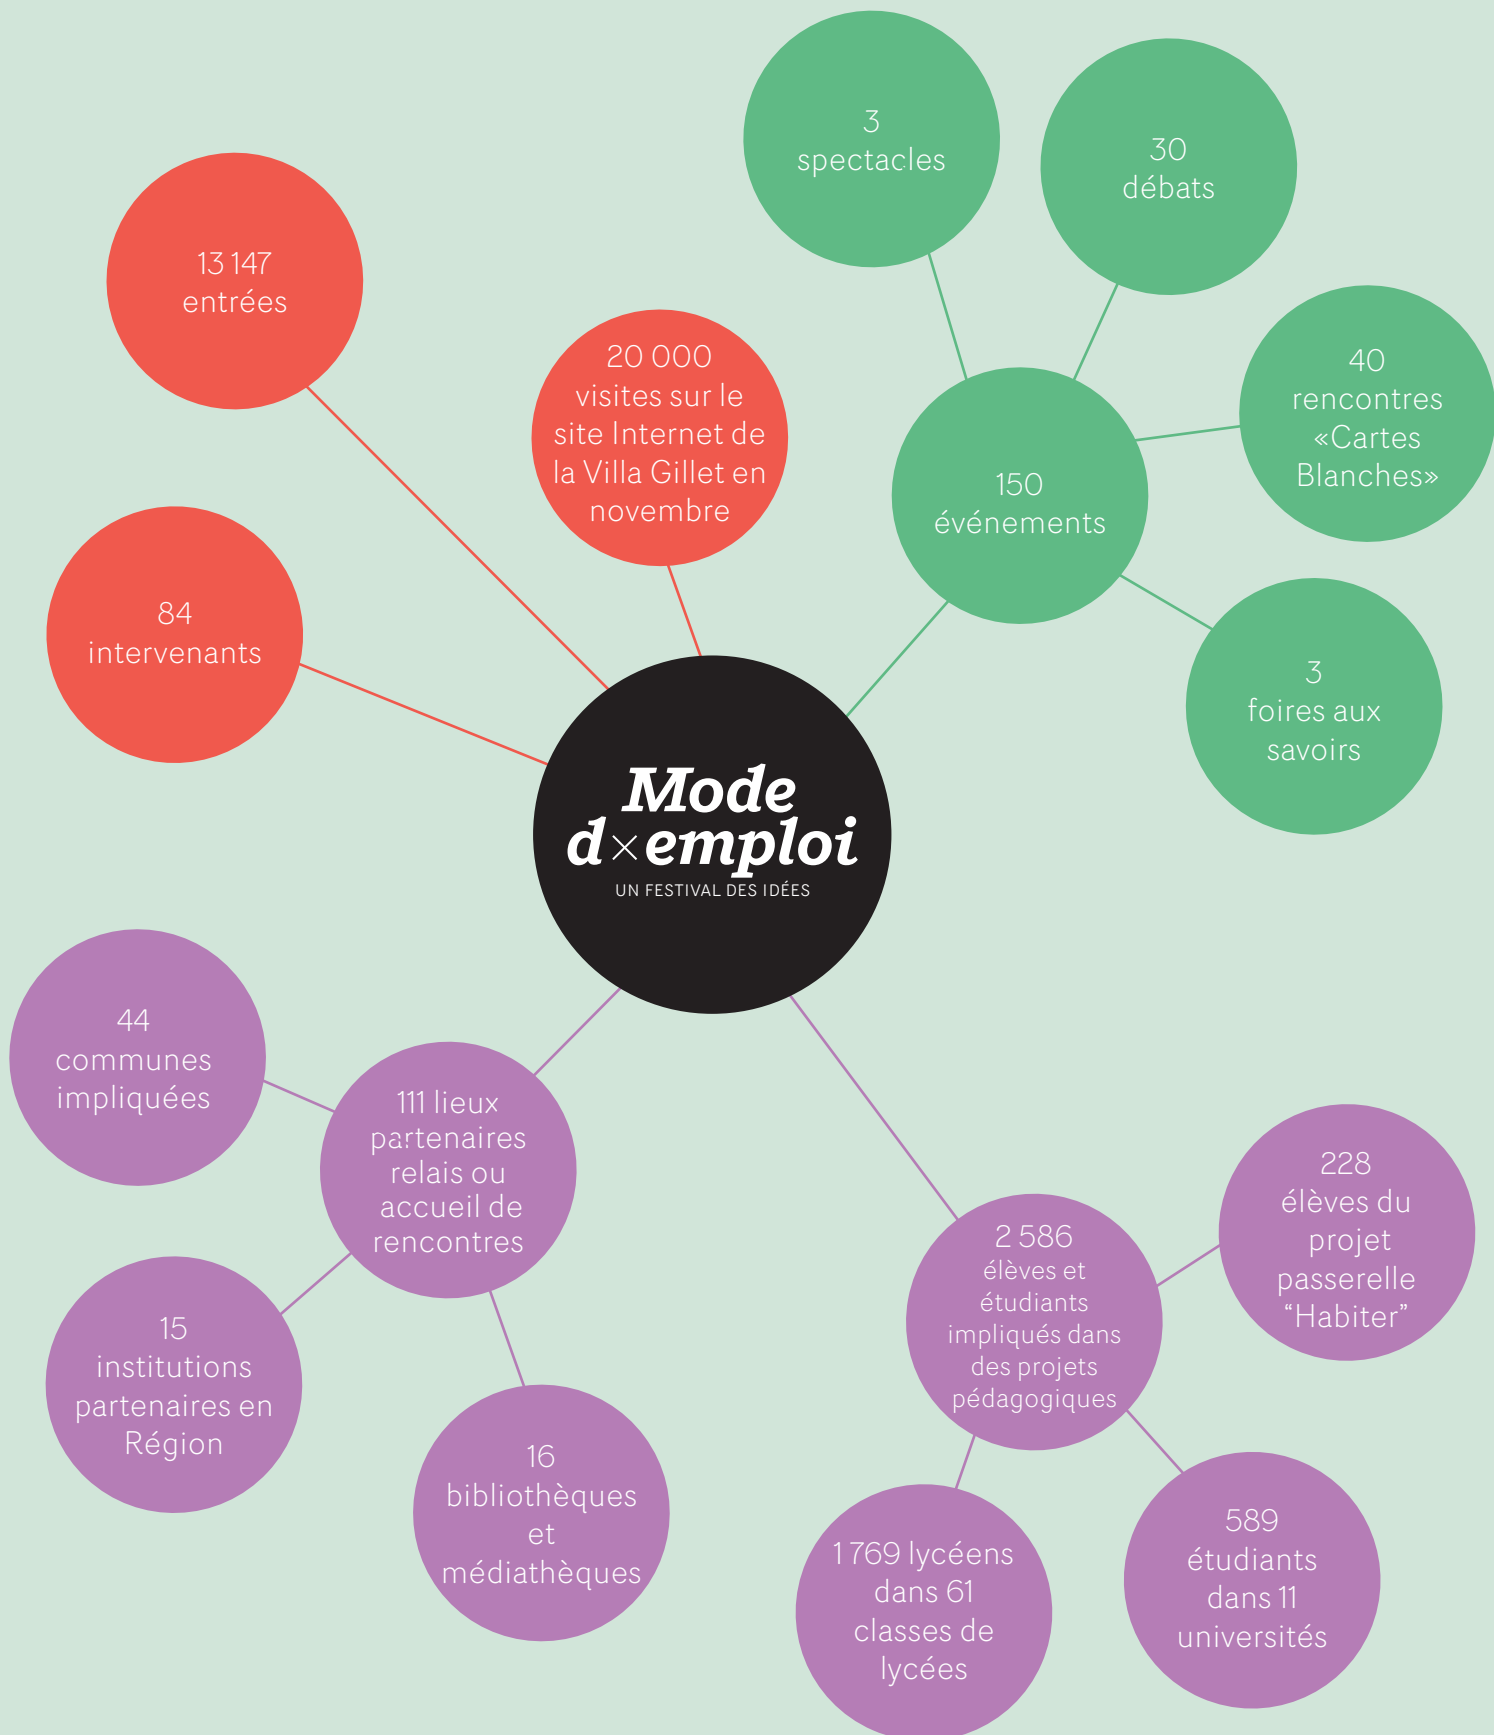 3
spectacles
30
débats
13 147
entrées
20 000
visites sur le
site Internet de
la Villa Gillet en
novembre
40
rencontres
«Cartes
Blanches»
150
événements
84
intervenants
3
foires aux
savoirs
Mode
d×emploi
UN FESTIVAL DES IDÉES
44
communes
impliquées
111 lieux
partenaires
relais ou
accueil de
rencontres
15
institutions
partenaires en
Région
16
bibliothèques
et
médiathèques
2 586
élèves et
étudiants
impliqués dans
des projets
pédagogiques
228
élèves du
projet
passerelle
“Habiter”
1 769 lycéens
dans 61
classes de
lycées
589
étudiants
dans 11
universités